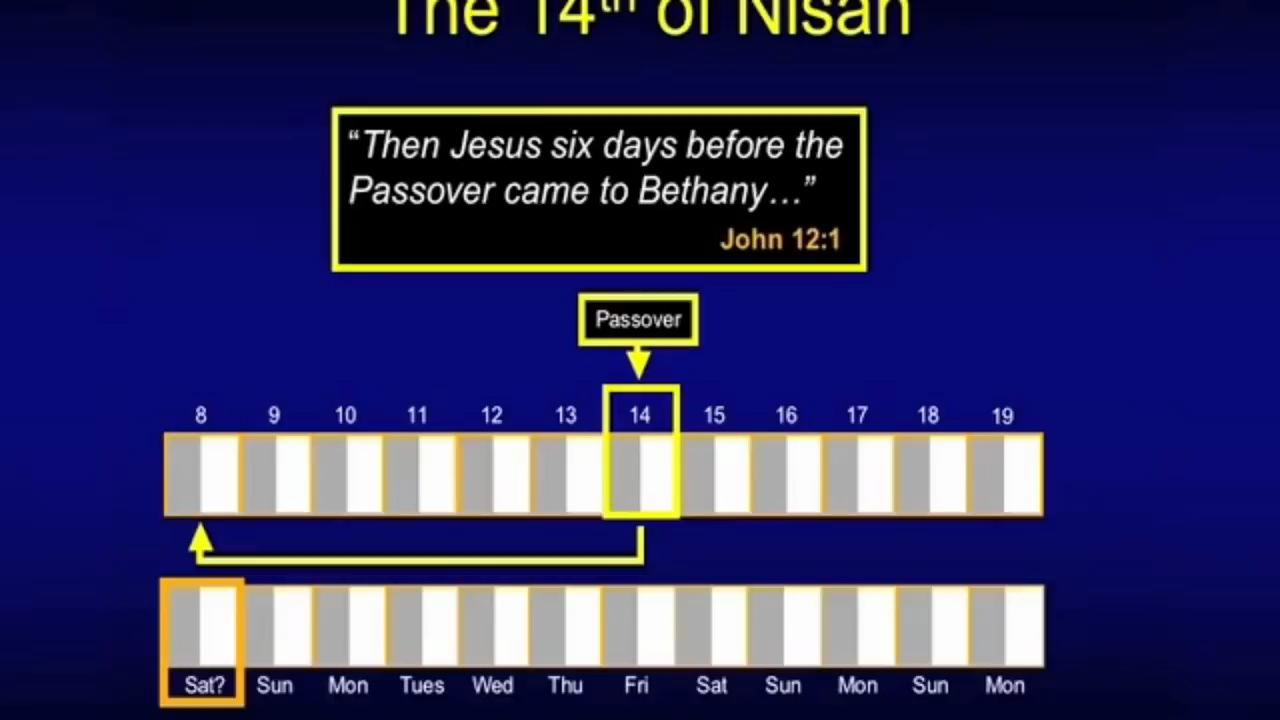 The 14th of Nisan
“Then Jesus six days before the
Passover came to Bethany…”
John 12:1
Passover
8 9 10 11 12 13 14 15 16 17 18 19
Sat? Sun Mon Tues Wed Thu Fri Sat Sun Mon Sun Mon